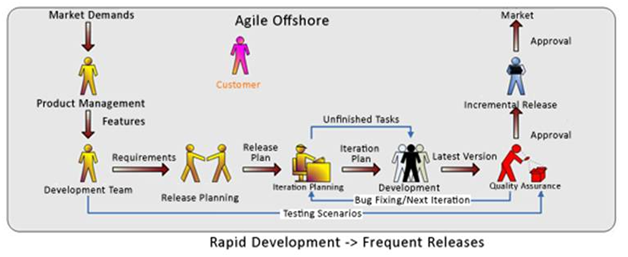 Market Demands
Agile Offshore
Market
Approval
Customer
Product Management
Incremental Release
Features
Unfinished Tasks
Approval
Requirements
Release
Plan
Iteration
Plan
Latest Version
Development Team
Release Planning
Iteration Planning
Development
Quality Assurance
Bug Fixing/Next Iteration
Testing Scenarios
Rapid Development -> Frequent Releases